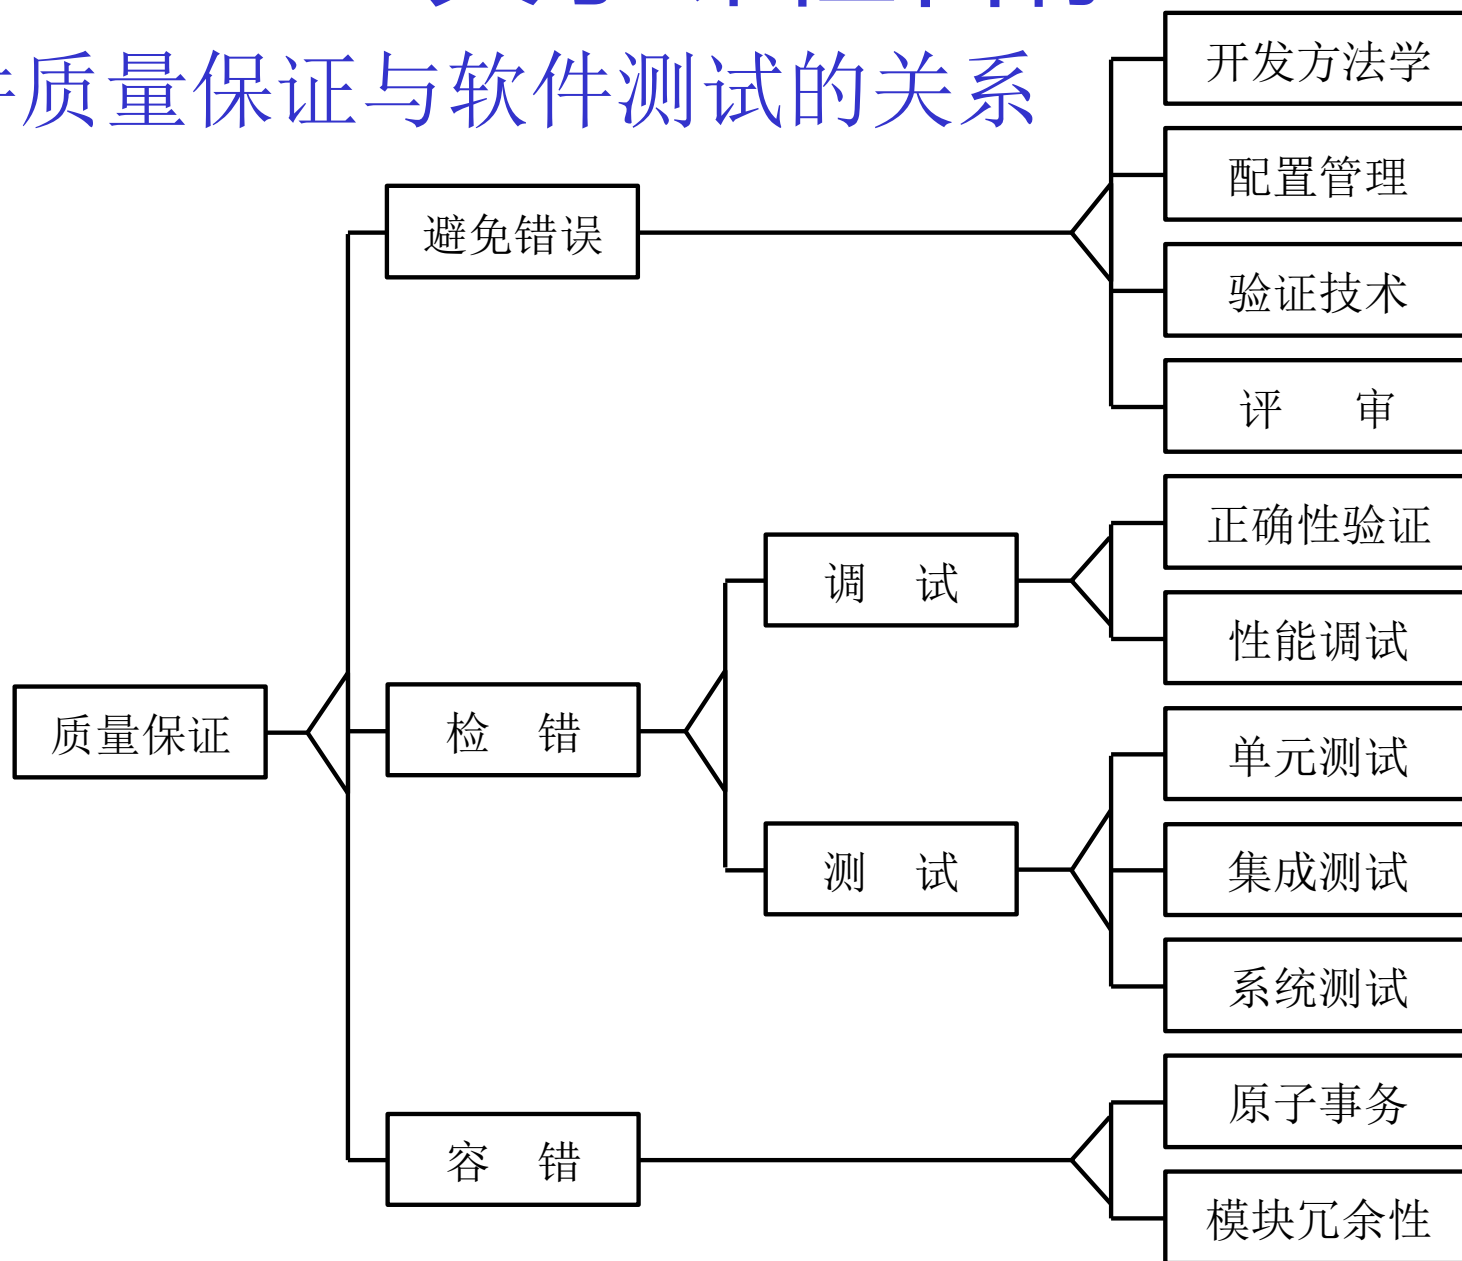 件质量保证与软件测试的关系
开发方法学
配置管理
避免错误
验证技术
评 审
正确性验证
调 试
性能调试
质量保证
检 错
单元测试
测 试
集成测试
系统测试
原子事务
容 错
模块冗余性